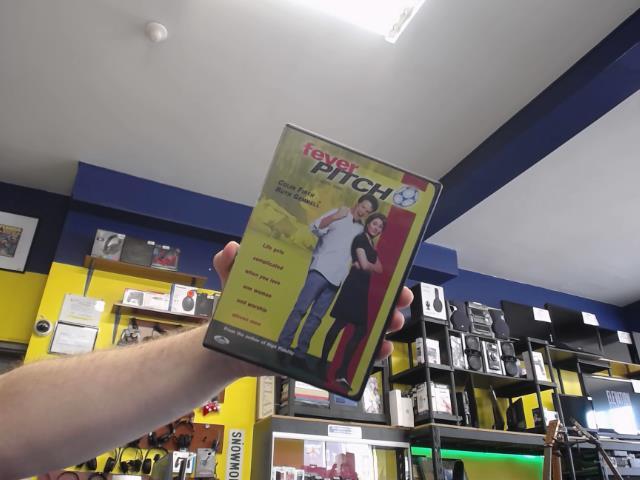 fever
PITCH
COLIN FIRTH
RUTH GEMMELL
Life gets
complicated
when you love
one woman
and worship
eleven men
From the author of High Fidelity
SNOWMO